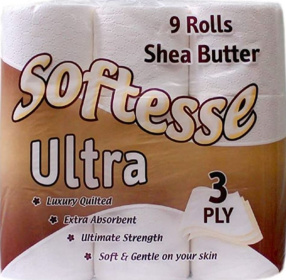 9 Rolls
Shea Butter
Softesse
Ultra
Luxury Quilted
Extra Absorbent
Ultimate Strength
Soft & Gentle on your skin
3
PLY